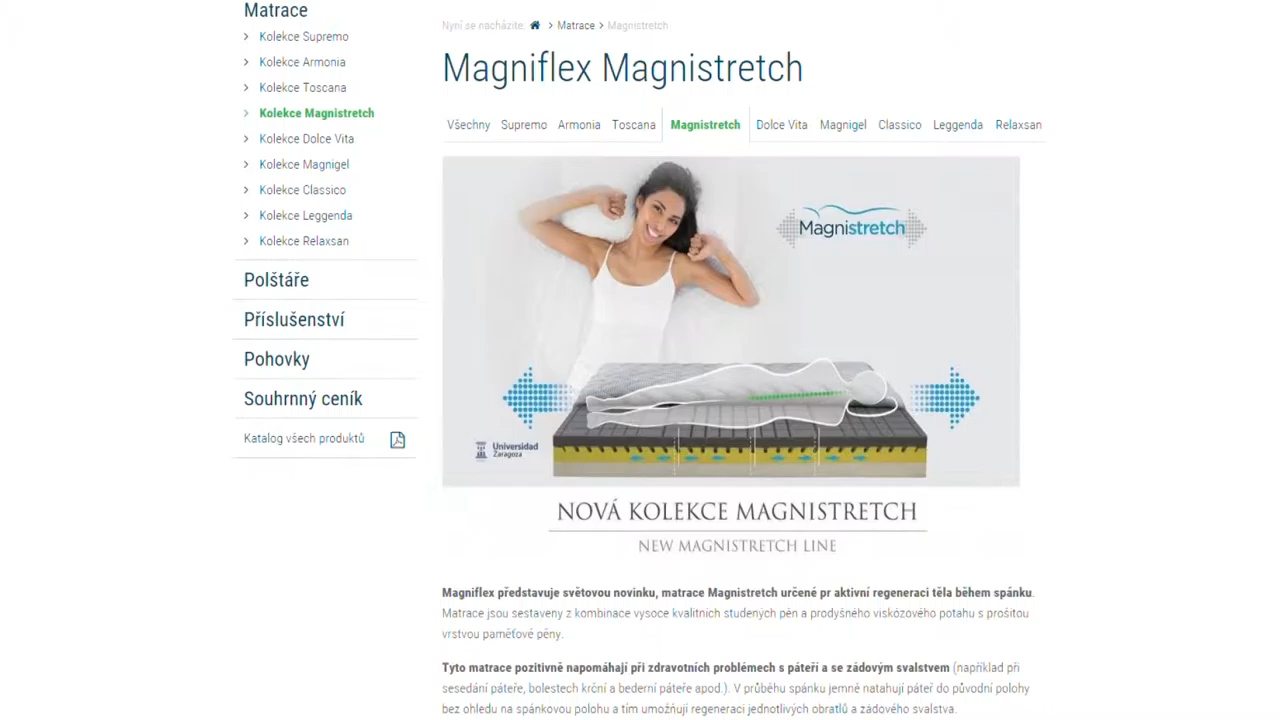 Matrace
Kolekce Supremo
Kolekce Armonia
Kolekce Toscana
Kolekce Magnistretch
Kolekce Dolce Vita
Kolekce Magnigel
Kolekce Classico
Kolekce Leggenda
Kolekce Relaxsan
Polštáře
Příslušenství
Pohovky
Souhrnný ceník
Katalog všech produktů
Nyní se nacházíte: > Matrace > Magnistretch
Magniflex Magnistretch
Všechny Supremo Armonia Toscana Magnistretch Dolce Vita Magnigel Classico Leggenda Relaxsan
Magnistretch
Universidad
Zaragoza
NOVÁ KOLEKCE MAGNISTRETCH
NEW MAGNISTRETCH LINE
Magniflex představuje světovou novinku, matrace Magnistretch určené pr aktivní regeneraci těla během spánku.
Matrace jsou sestaveny z kombinace vysoce kvalitních studených pěn a prodyšného viskózového potahu s prošitou
vrstvou paměťové pěny.
Tyto matrace pozitivně napomáhají při zdravotních problémech s páteří a se zádovým svalstvem (například při
sesedání páteře, bolestech krční a bederní páteře apod.). V průběhu spánku jemně natahují páteř do původní polohy
bez ohledu na spánkovou polohu a tím umožňují regeneraci jednotlivých obratlů a zádového svalstva.